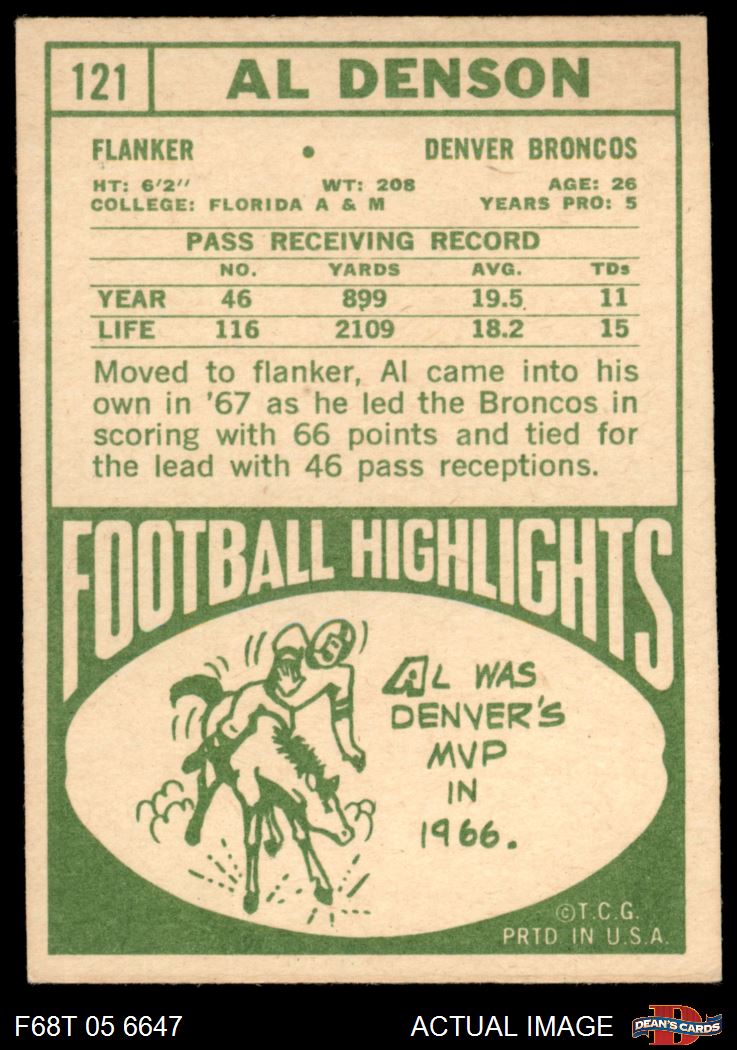 121 AL DENSON
FLANKER • DENVER BRONCOS
HT: 6'2" WT: 208 AGE: 26
COLLEGE: FLORIDA A & M YEARS PRO: 5
PASS RECEIVING RECORD
NO. YARDS AVG. TDs
YEAR 46 899 19.5 11
LIFE 116 2109 18.2 15
Moved to flanker, Al came into his
own in '67 as he led the Broncos in
scoring with 66 points and tied for
the lead with 46 pass receptions.
FOOTBALL HIGHLIGHTS
AL WAS
DENVER'S
MVP
IN
1966.
©T.C.G.
PRTD IN U.S.A.
F68T 05 6647 ACTUAL IMAGE DEAN'S CARDS